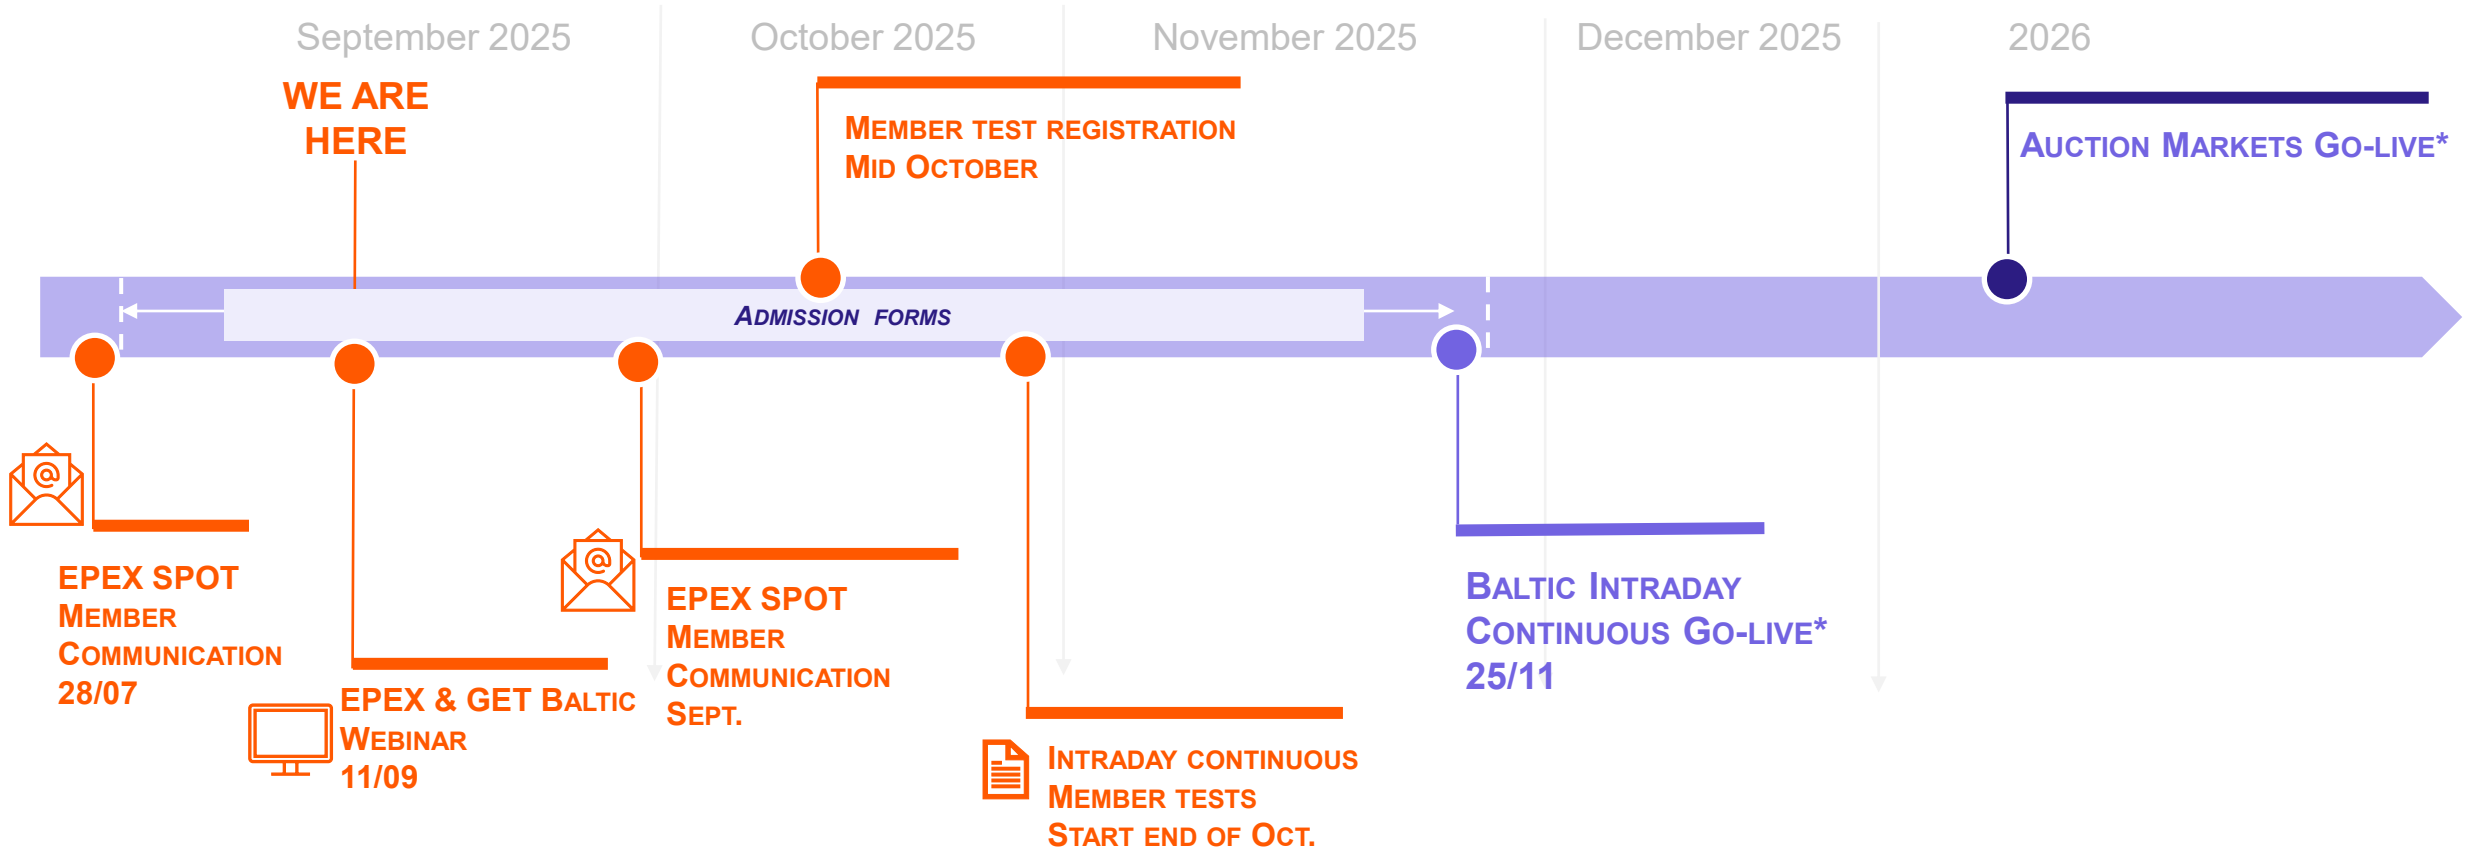 September 2025
October 2025
November 2025
December 2025
2026
WE ARE
HERE
MEMBER TEST REGISTRATION
MID OCTOBER
AUCTION MARKETS GO-LIVE*
ADMISSION FORMS
EPEX SPOT
MEMBER
COMMUNICATION
28/07
EPEX & GET BALTIC
WEBINAR
11/09
EPEX SPOT
MEMBER
COMMUNICATION
SEPT.
INTRADAY CONTINUOUS
MEMBER TESTS
START END OF OCT.
BALTIC INTRADAY
CONTINUOUS GO-LIVE*
25/11